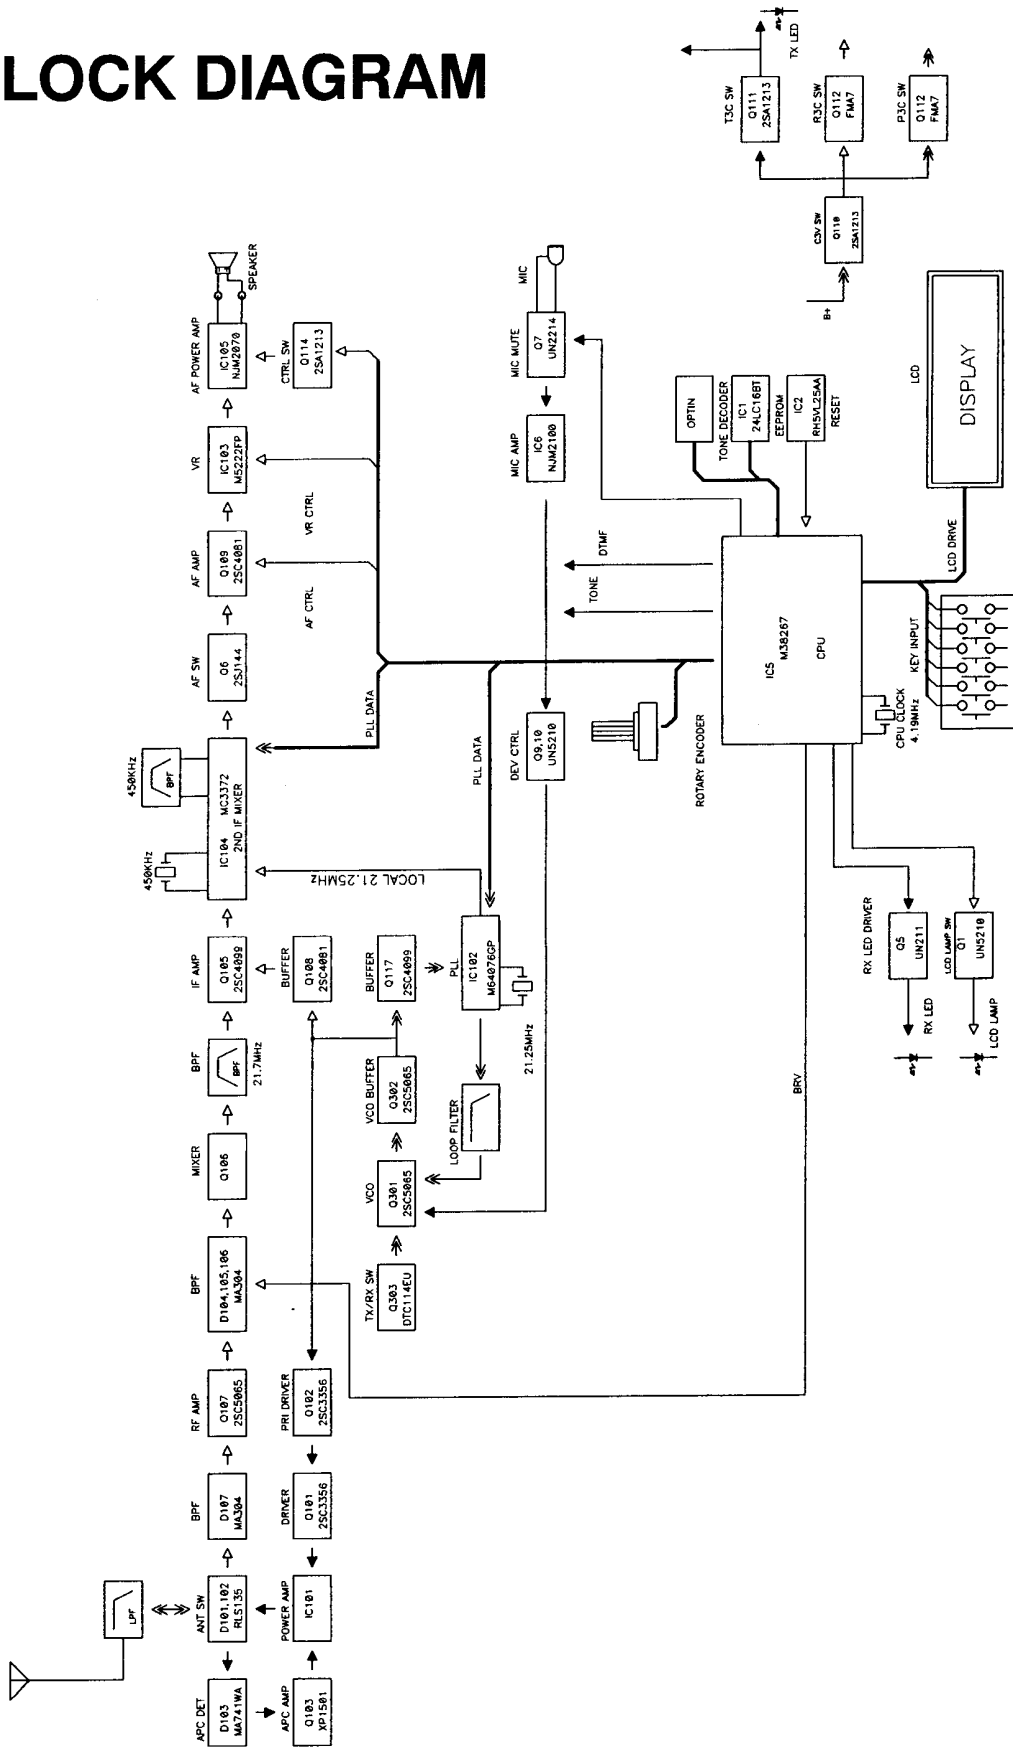 LOCK DIAGRAM
TX LED
T3C SW
Q111
2SA1213
R3C SW
Q112
FMA7
P3C SW
Q112
FMA7
C3V SW
Q110
2SA1213
B+
SPEAKER
AF POWER AMP
IC105
NJM2070
CTRL SW
Q114
2SA1213
VR
IC103
M5222FP
VR CTRL
AF AMP
Q109
2SC4081
AF CTRL
AF SW
Q6
2SJ144
PLL DATA
450KHz
BPF
450KHz
IC104 MC3372
2ND IF MIXER
LOCAL 21.25MHz
MIC
MIC MUTE
Q7
UN2214
MIC AMP
IC6
NJM2100
DTMF
TONE
OPTIN
TONE DECODER
IC1
24LC16BT
EEPROM
IC2
RH5VL25AA
RESET
LCD
DISPLAY
LCD DRIVE
IC5
M38267
CPU
KEY INPUT
CPU CLOCK
4.19MHz
ROTARY ENCODER
DEV CTRL
Q9,10
UN5210
PLL DATA
IF AMP
Q105
2SC4099
BUFFER
Q108
2SC4081
BUFFER
Q117
2SC4099
PLL
IC102
M64076GP
21.25MHz
BPF
BPF
21.7MHz
VCO BUFFER
Q302
2SC5065
LOOP FILTER
MIXER
Q106
VCO
Q301
2SC5065
BPF
D104,105,106
MA304
TX/RX SW
Q303
DTC114EU
RX LED DRIVER
Q5
UN211
RX LED
LCD LAMP SW
Q1
UN5210
LCD LAMP
BRV
RF AMP
Q107
2SC5065
PRI DRIVER
Q102
2SC3356
BPF
D107
MA304
DRIVER
Q101
2SC3356
LPF
ANT SW
D101,102
RLS135
POWER AMP
IC101
APC DET
D103
MA741WA
APC AMP
Q103
XP1501